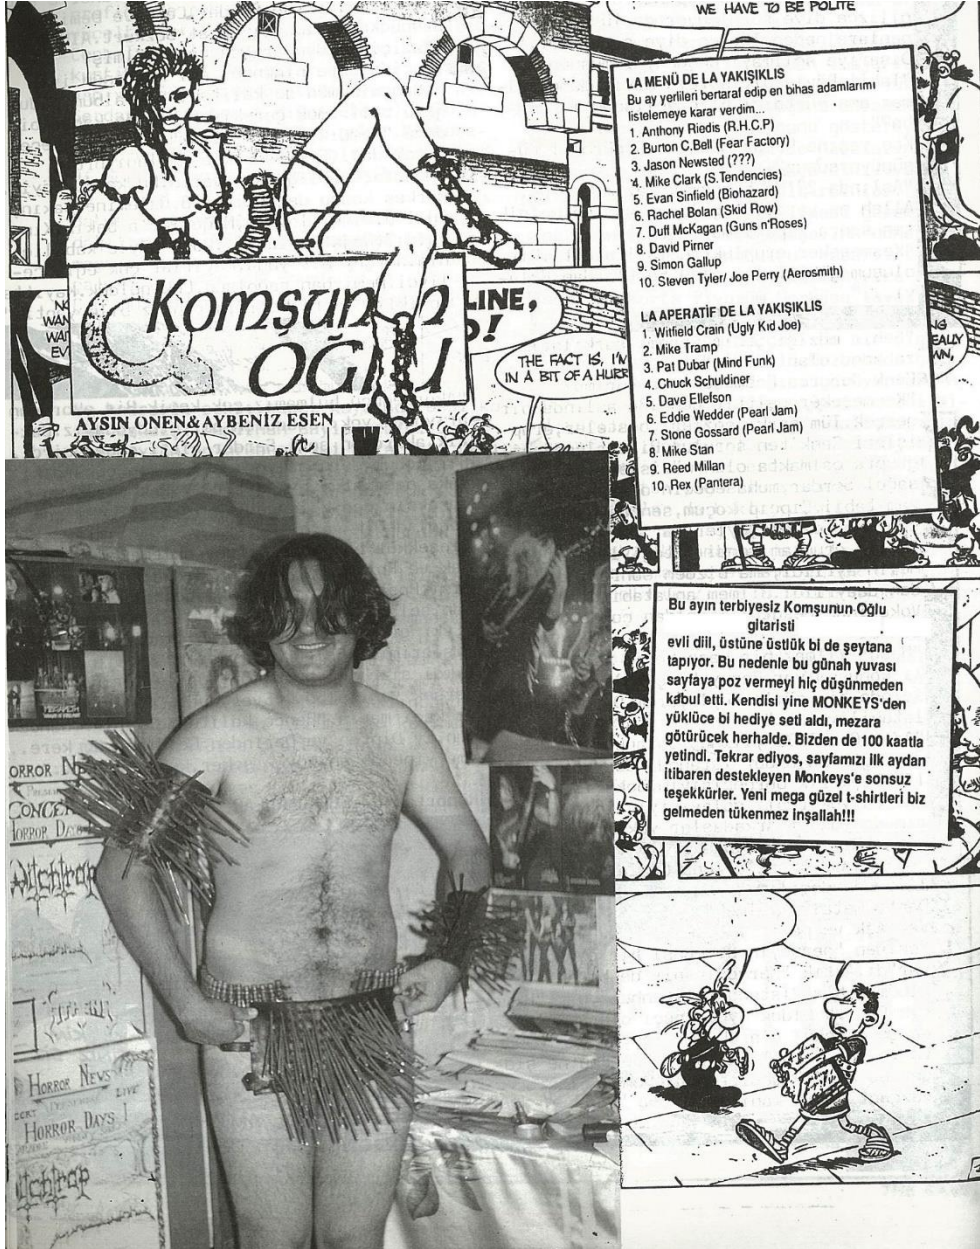 WE HAVE TO BE POLITE
LA MENÜ DE LA YAKIŞIKLIS
Bu ay yerlileri bertaraf edip en bihas adamlarımı
listelemeye karar verdim...
1. Anthony Riedis (R.H.C.P)
2. Burton C.Bell (Fear Factory)
3. Jason Newsted (???)
4. Mike Clark (S.Tendencies)
5. Evan Sinfield (Biohazard)
6. Rachel Bolan (Skid Row)
7. Duff McKagan (Guns n'Roses)
8. David Pirner
9. Simon Gallup
10. Steven Tyler/ Joe Perry (Aerosmith)
LA APERATİF DE LA YAKIŞIKLIS
1. Witfield Crain (Ugly Kid Joe)
2. Mike Tramp
3. Pat Dubar (Mind Funk)
4. Chuck Schuldiner
5. Dave Ellefson
6. Eddie Wedder (Pearl Jam)
7. Stone Gossard (Pearl Jam)
8. Mike Stan
9. Reed Millan
10. Rex (Pantera)
Komşunun
OĞLU
LINE,
THE FACT IS, I'M
IN A BIT OF A HURR
AYSIN ONEN&AYBENİZ ESEN
Bu ayın terbiyesiz Komşunun Oğlu
gitaristi
evli diil, üstüne üstlük bi de şeytana
tapıyor. Bu nedenle bu günah yuvası
sayfaya poz vermeyi hiç düşünmeden
kabul etti. Kendisi yine MONKEYS'den
yüklüce bi hediye seti aldı, mezara
götürücek herhalde. Bizden de 100 kaatla
yetindi. Tekrar ediyos, sayfamızı ilk aydan
itibaren destekleyen Monkeys'e sonsuz
teşekkürler. Yeni mega güzel t-shirtleri biz
gelmeden tükenmez inşallah!!!
CONCE
HORROR DAYS
Witchtrap
HORROR NEWS
LIVE
HORROR DAYS
Witchtrap